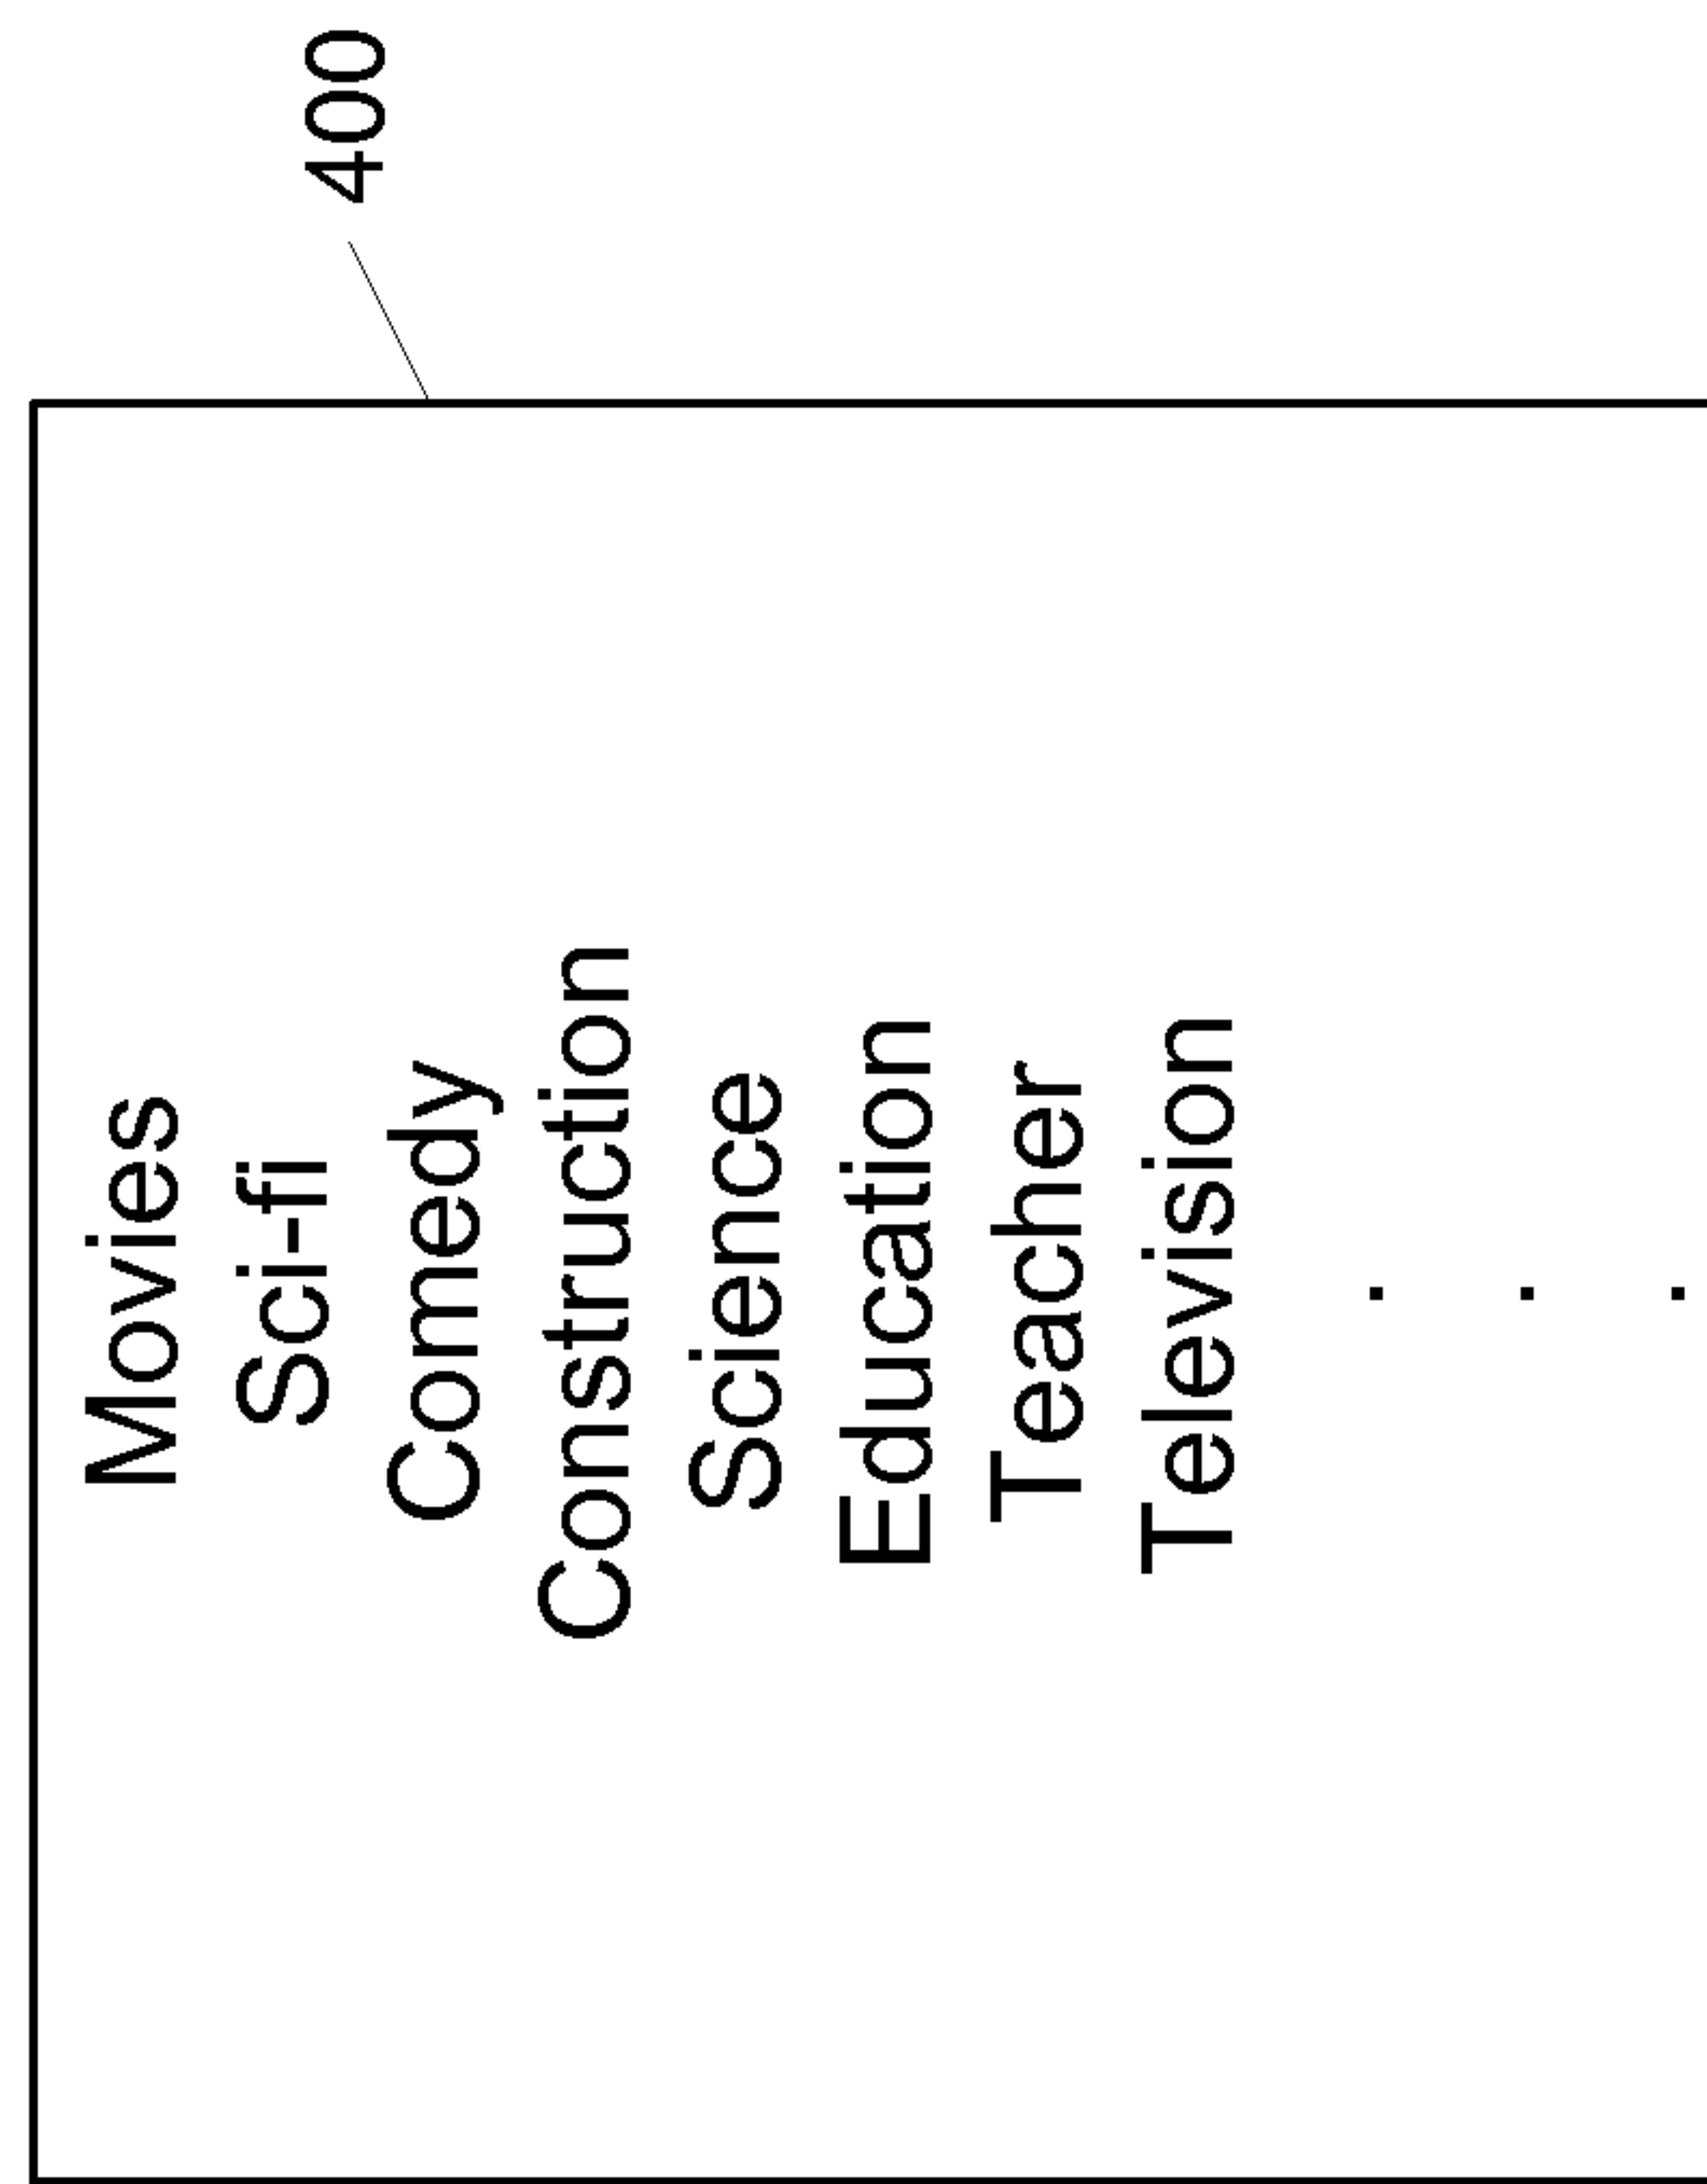 400
Movies
Sci-fi
Comedy
Construction
Science
Education
Teacher
Television
.
.
.